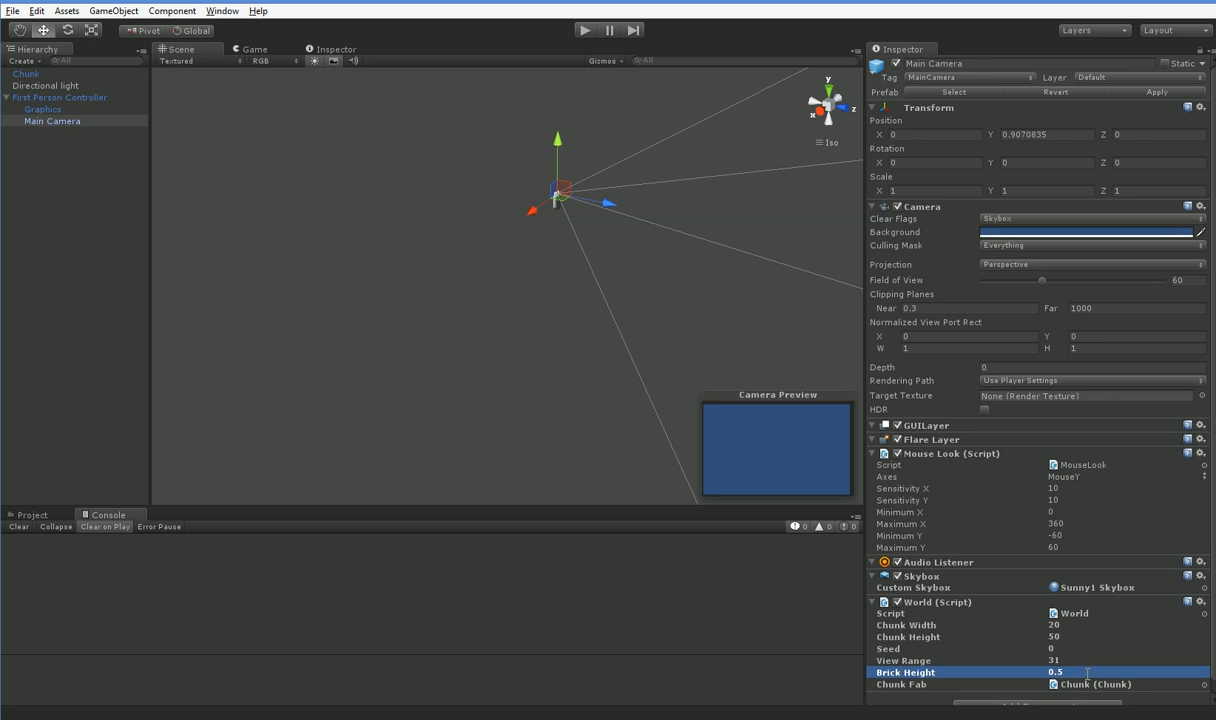 File Edit Assets GameObject Component Window Help
Pivot Global Layers Layout
Hierarchy
Create All
Chunk
Directional light
First Person Controller
Graphics
Main Camera
Scene Game Inspector
Textured RGB Gizmos All
y
x z
Iso
Camera Preview
Project Console
Clear Collapse Clear on Play Error Pause 0 0 0
Inspector
Main Camera Static
Tag MainCamera Layer Default
Prefab Select Revert Apply
Transform
Position
X 0 Y 0.9070835 Z 0
Rotation
X 0 Y 0 Z 0
Scale
X 1 Y 1 Z 1
Camera
Clear Flags Skybox
Background
Culling Mask Everything
Projection Perspective
Field of View 60
Clipping Planes
Near 0.3 Far 1000
Normalized View Port Rect
X 0 Y 0
W 1 H 1
Depth 0
Rendering Path Use Player Settings
Target Texture None (Render Texture)
HDR
GUILayer
Flare Layer
Mouse Look (Script)
Script MouseLook
Axes MouseY
Sensitivity X 10
Sensitivity Y 10
Minimum X 0
Maximum X 360
Minimum Y -60
Maximum Y 60
Audio Listener
Skybox
Custom Skybox Sunny1 Skybox
World (Script)
Script World
Chunk Width 20
Chunk Height 50
Seed 0
View Range 31
Brick Height 0.5
Chunk Fab Chunk (Chunk)